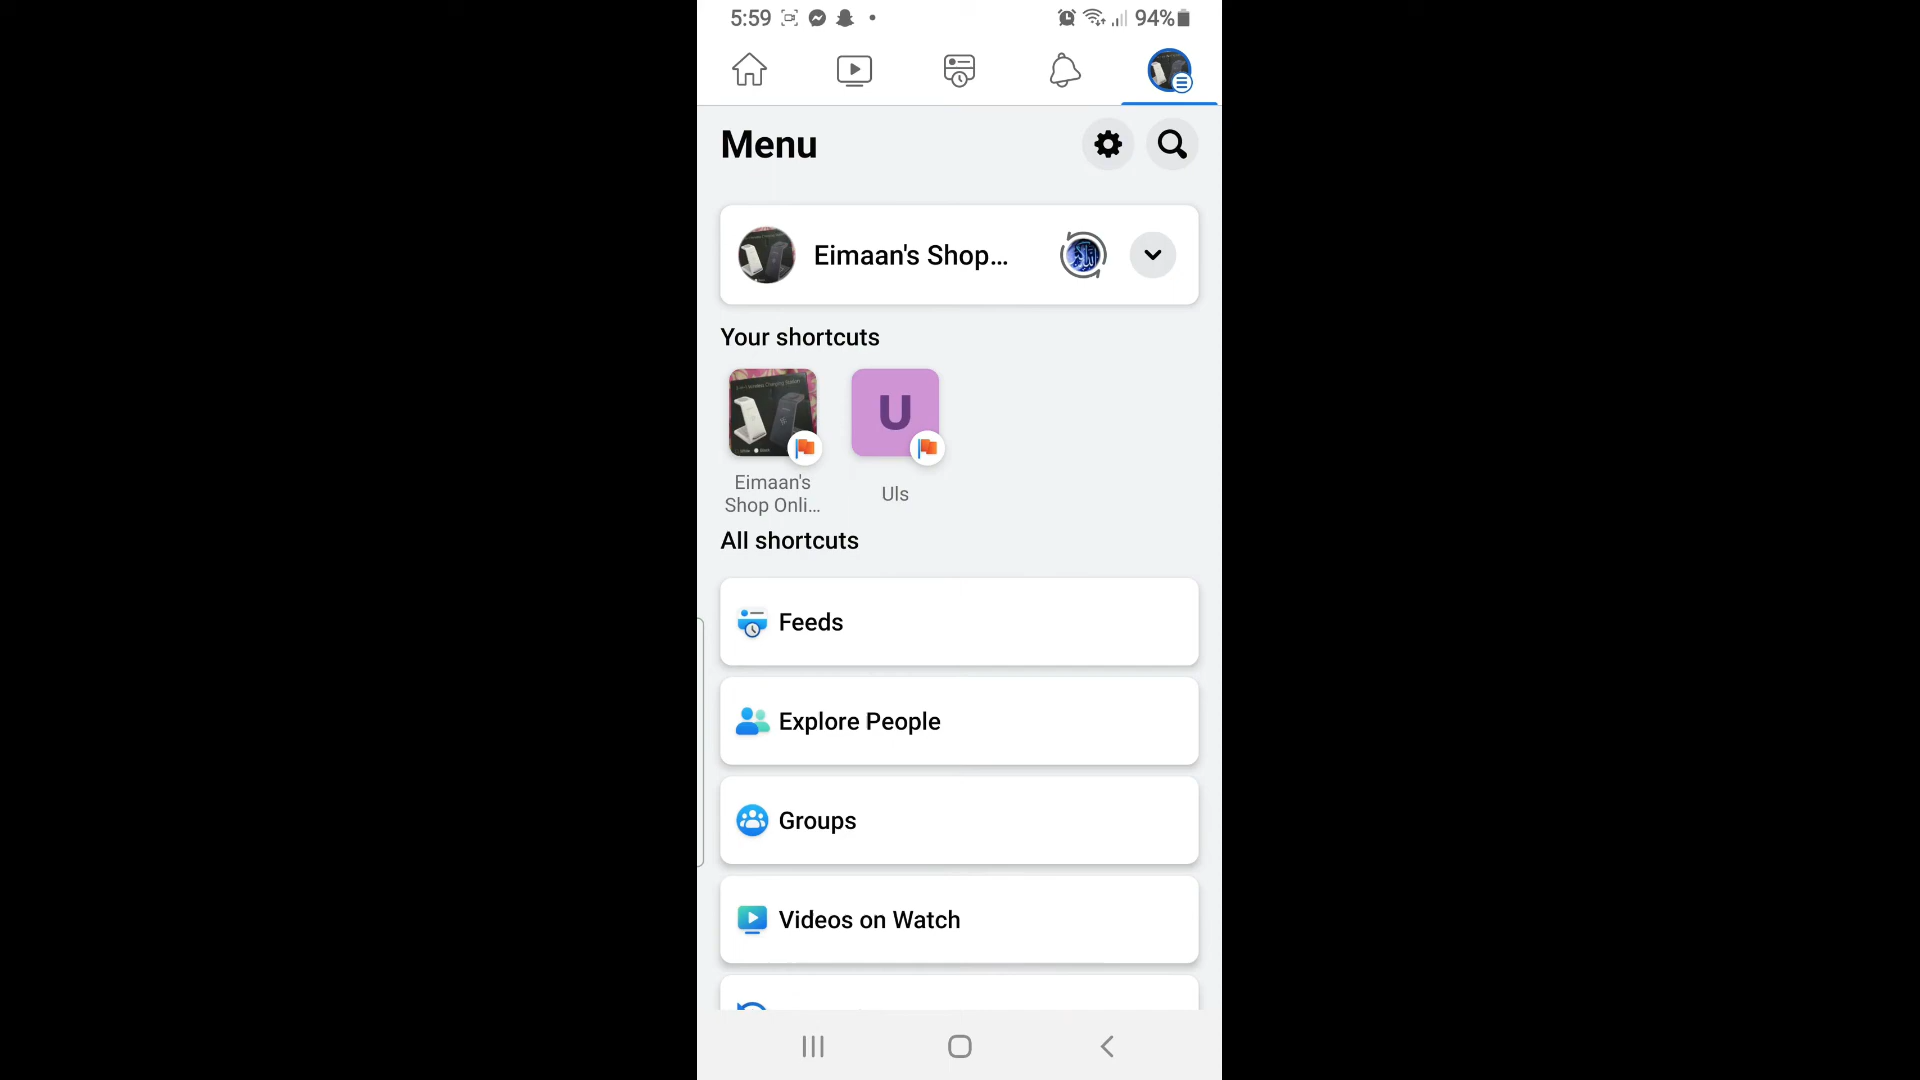 5:59
94%
Menu
Eimaan's Shop...
Your shortcuts
U
Eimaan's
Shop Onli...
Uls
All shortcuts
Feeds
Explore People
Groups
Videos on Watch